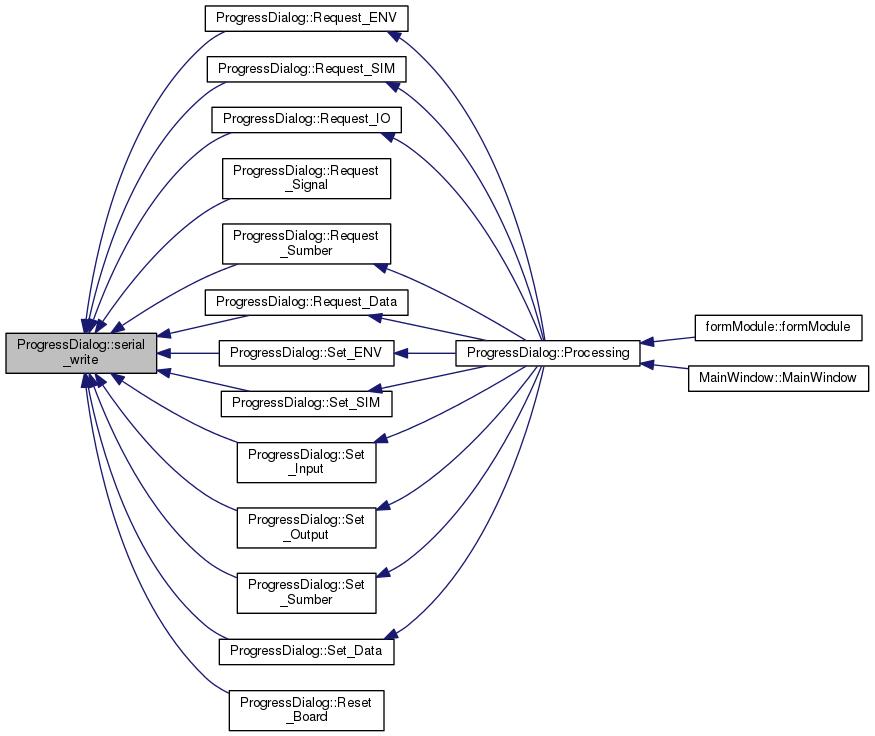 ProgressDialog::Request_ENV
ProgressDialog::Request_SIM
ProgressDialog::Request_IO
ProgressDialog::Request
_Signal
ProgressDialog::Request
_Sumber
ProgressDialog::Request_Data
ProgressDialog::serial
_write
ProgressDialog::Set_ENV
ProgressDialog::Set_SIM
ProgressDialog::Set
_Input
ProgressDialog::Set
_Output
ProgressDialog::Set
_Sumber
ProgressDialog::Set_Data
ProgressDialog::Reset
_Board
ProgressDialog::Processing
formModule::formModule
MainWindow::MainWindow